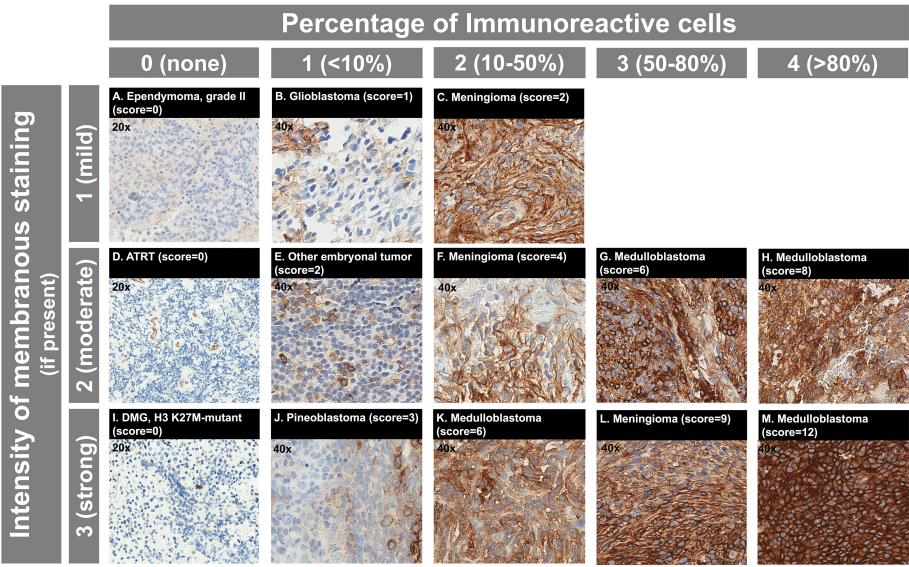 Percentage of Immunoreactive cells
0 (none)
1 (<10%)
2 (10-50%)
3 (50-80%)
4 (>80%)
Intensity of membranous staining
(if present)
1 (mild)
A. Ependymoma, grade II
(score=0)
20x
B. Glioblastoma (score=1)
40x
C. Meningioma (score=2)
40x
2 (moderate)
D. ATRT (score=0)
20x
E. Other embryonal tumor
(score=2)
40x
F. Meningioma (score=4)
40x
G. Medulloblastoma
(score=6)
40x
H. Medulloblastoma
(score=8)
40x
3 (strong)
I. DMG, H3 K27M-mutant
(score=0)
20x
J. Pineoblastoma (score=3)
40x
K. Medulloblastoma
(score=6)
40x
L. Meningioma (score=9)
40x
M. Medulloblastoma
(score=12)
40x